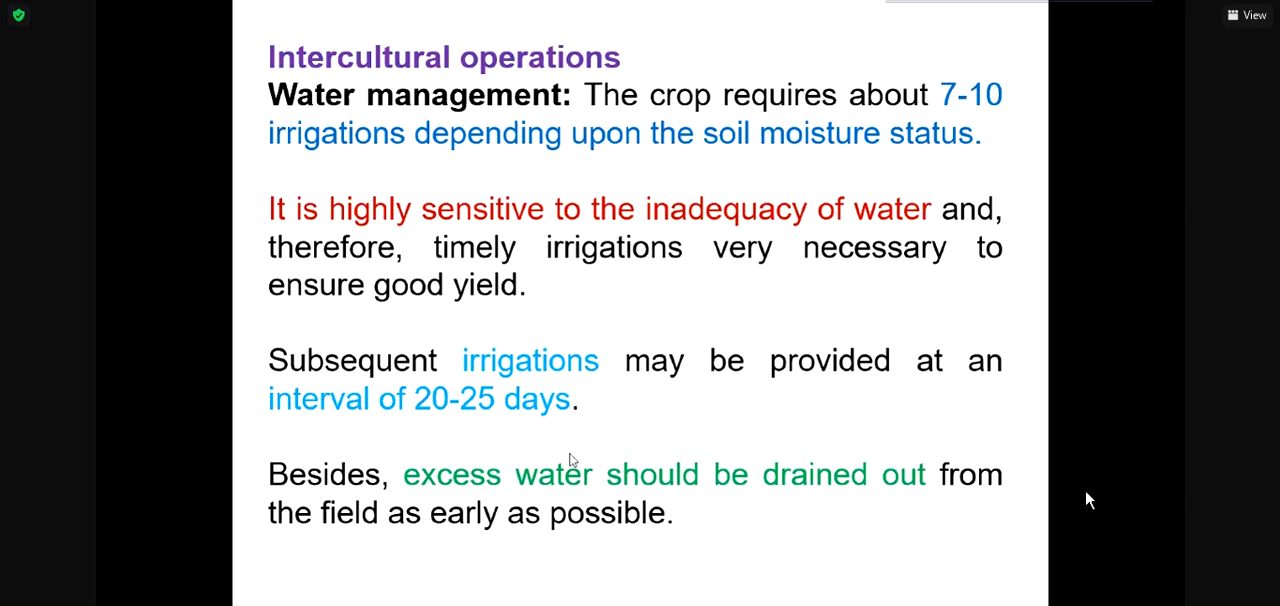 View
Intercultural operations
Water management: The crop requires about 7-10
irrigations depending upon the soil moisture status.
It is highly sensitive to the inadequacy of water and,
therefore, timely irrigations very necessary to
ensure good yield.
Subsequent irrigations may be provided at an
interval of 20-25 days.
Besides, excess water should be drained out from
the field as early as possible.